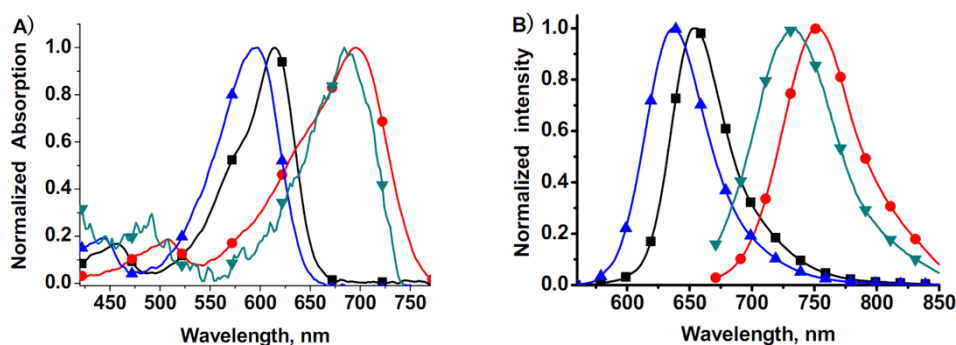 A)
Normalized Absorption
1.0
0.8
0.6
0.4
0.2
0.0
450 500 550 600 650 700 750
Wavelength, nm
B)
Normalized intensity
1.0
0.8
0.6
0.4
0.2
0.0
600 650 700 750 800 850
Wavelength, nm